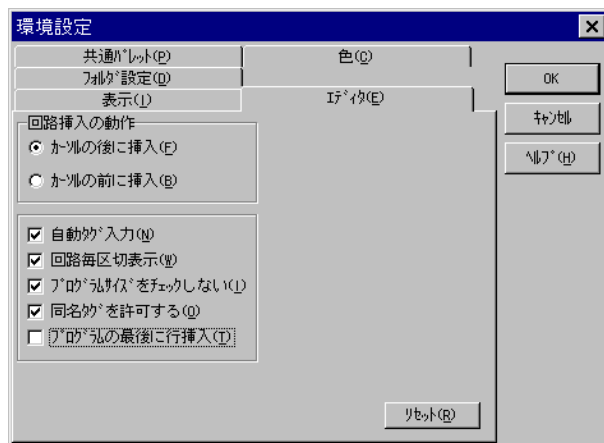 環境設定
共通ﾊﾟﾚｯﾄ(P)
色(C)
ﾌｫﾙﾀﾞ設定(D)
表示(I)
ｴﾃﾞｨﾀ(E)
OK
ｷｬﾝｾﾙ
ﾍﾙﾌﾟ(H)
回路挿入の動作
ｶｰｿﾙの後に挿入(F)
ｶｰｿﾙの前に挿入(B)
自動ﾀｸﾞ入力(N)
回路毎区切表示(W)
ﾌﾟﾛｸﾞﾗﾑｻｲｽﾞをﾁｪｯｸしない(L)
同名ﾀｸﾞを許可する(O)
ﾌﾟﾛｸﾞﾗﾑの最後に行挿入(T)
ﾘｾｯﾄ(R)